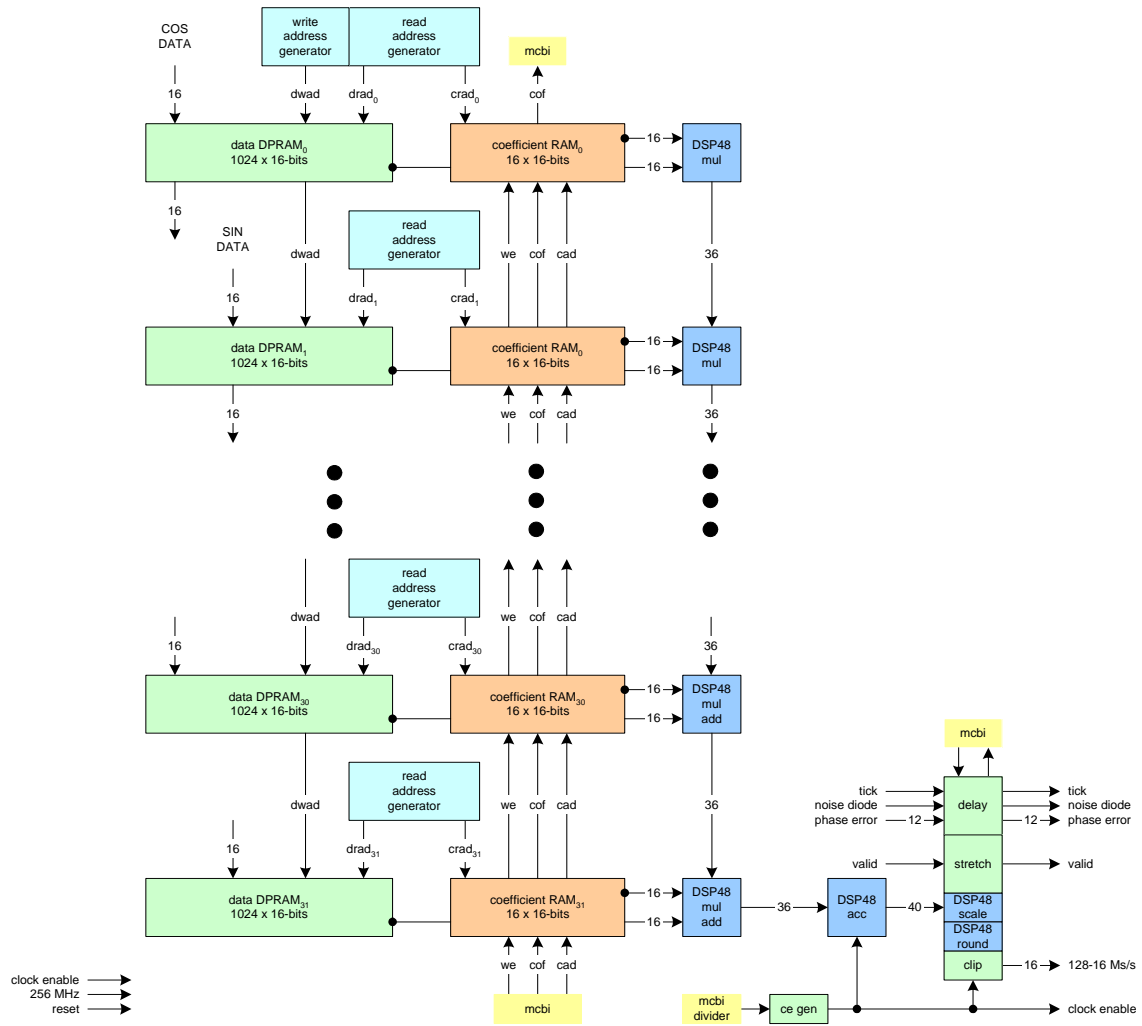 COS
DATA
write
address
generator
read
address
generator
mcbi
16
dwad
drad0
crad0
cof
data DPRAM0
1024 x 16-bits
coefficient RAM0
16 x 16-bits
16
16
DSP48
mul
16
SIN
DATA
read
address
generator
dwad
we
cof
cad
36
16
drad1
crad1
data DPRAM1
1024 x 16-bits
coefficient RAM0
16 x 16-bits
16
16
DSP48
mul
16
we
cof
cad
36
read
address
generator
dwad
we
cof
cad
16
drad30
crad30
36
data DPRAM30
1024 x 16-bits
coefficient RAM30
16 x 16-bits
16
16
DSP48
mul
add
read
address
generator
dwad
we
cof
cad
36
16
drad31
crad31
data DPRAM31
1024 x 16-bits
coefficient RAM31
16 x 16-bits
16
16
DSP48
mul
add
36
DSP48
acc
40
mcbi
tick
noise diode
phase error
12
delay
tick
noise diode
12
phase error
valid
stretch
valid
DSP48
scale
DSP48
round
clip
16
128-16 Ms/s
we
cof
cad
clock enable
256 MHz
reset
mcbi
mcbi
divider
ce gen
clock enable